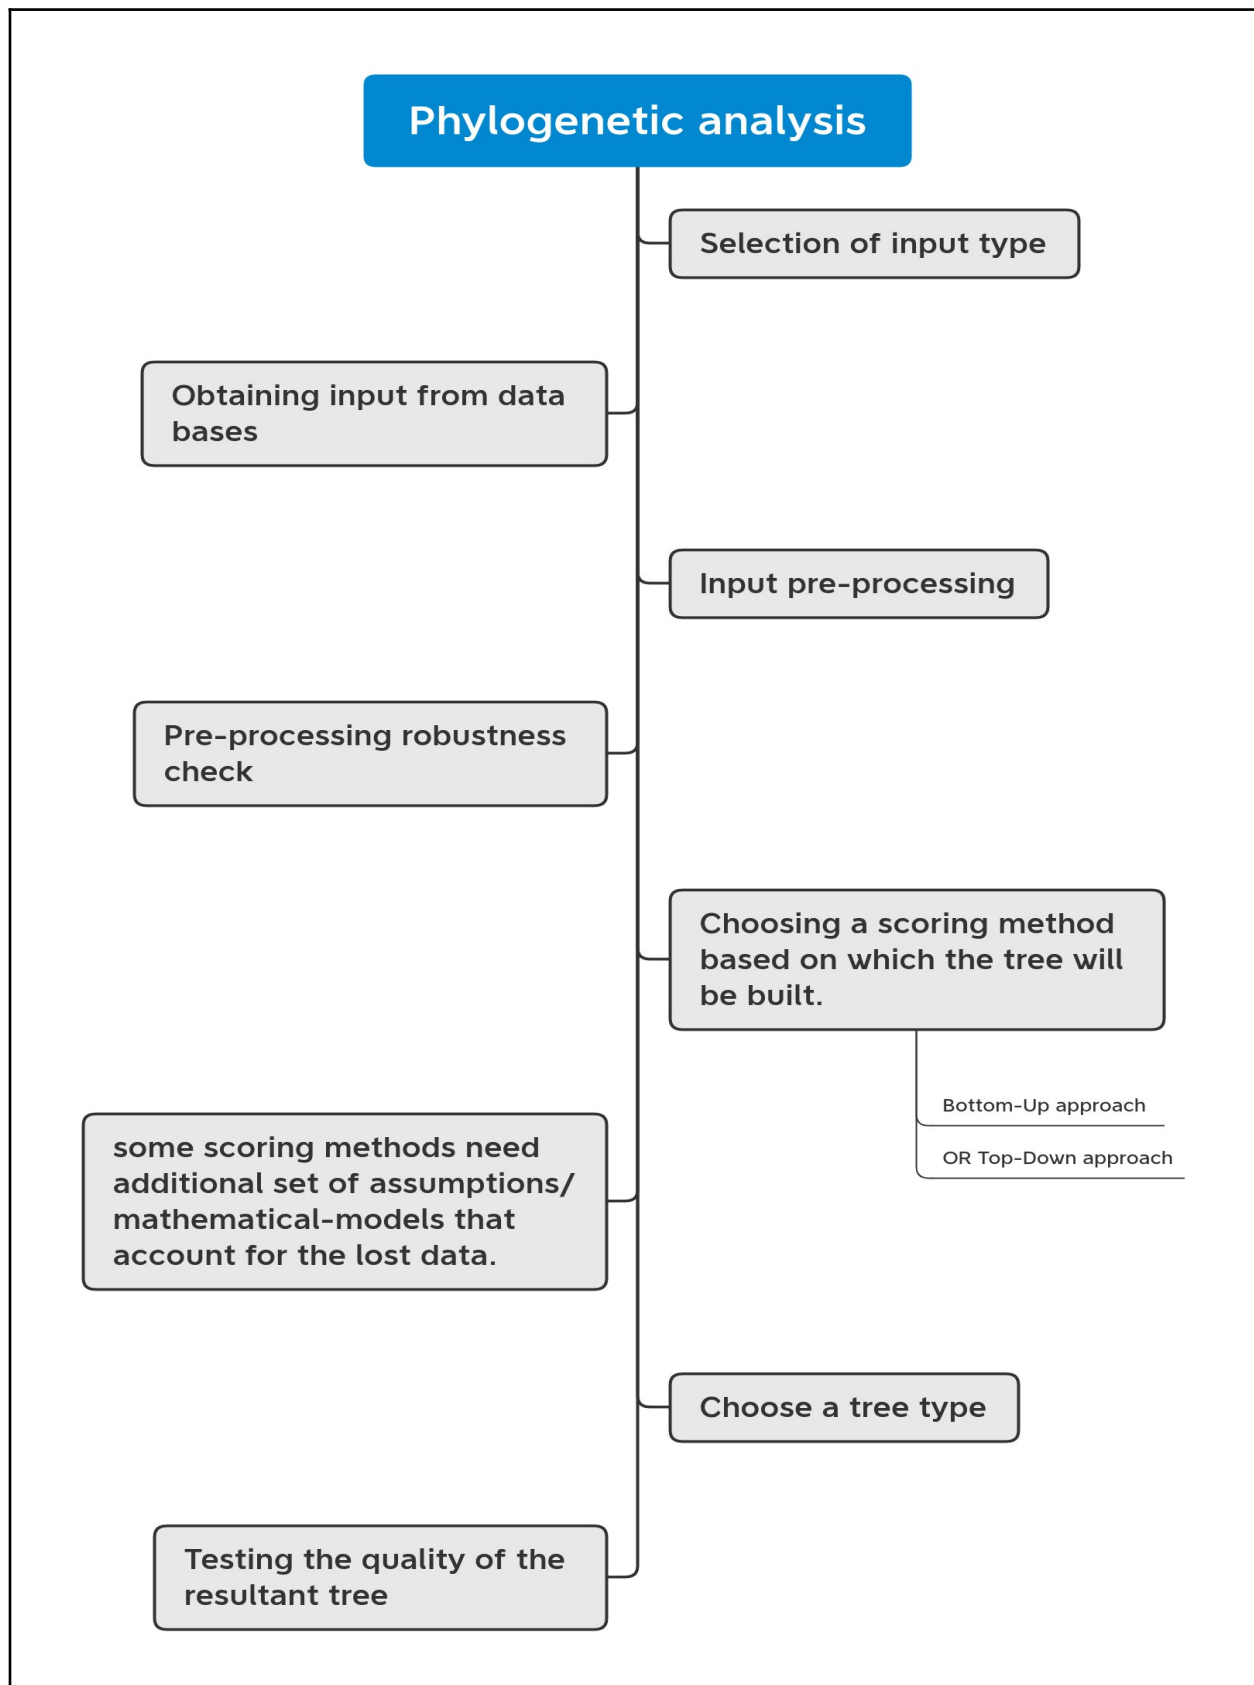 Phylogenetic analysis
Selection of input type
Obtaining input from data
bases
Input pre-processing
Pre-processing robustness
check
Choosing a scoring method
based on which the tree will
be built.
Bottom-Up approach
OR Top-Down approach
some scoring methods need
additional set of assumptions/
mathematical-models that
account for the lost data.
Choose a tree type
Testing the quality of the
resultant tree